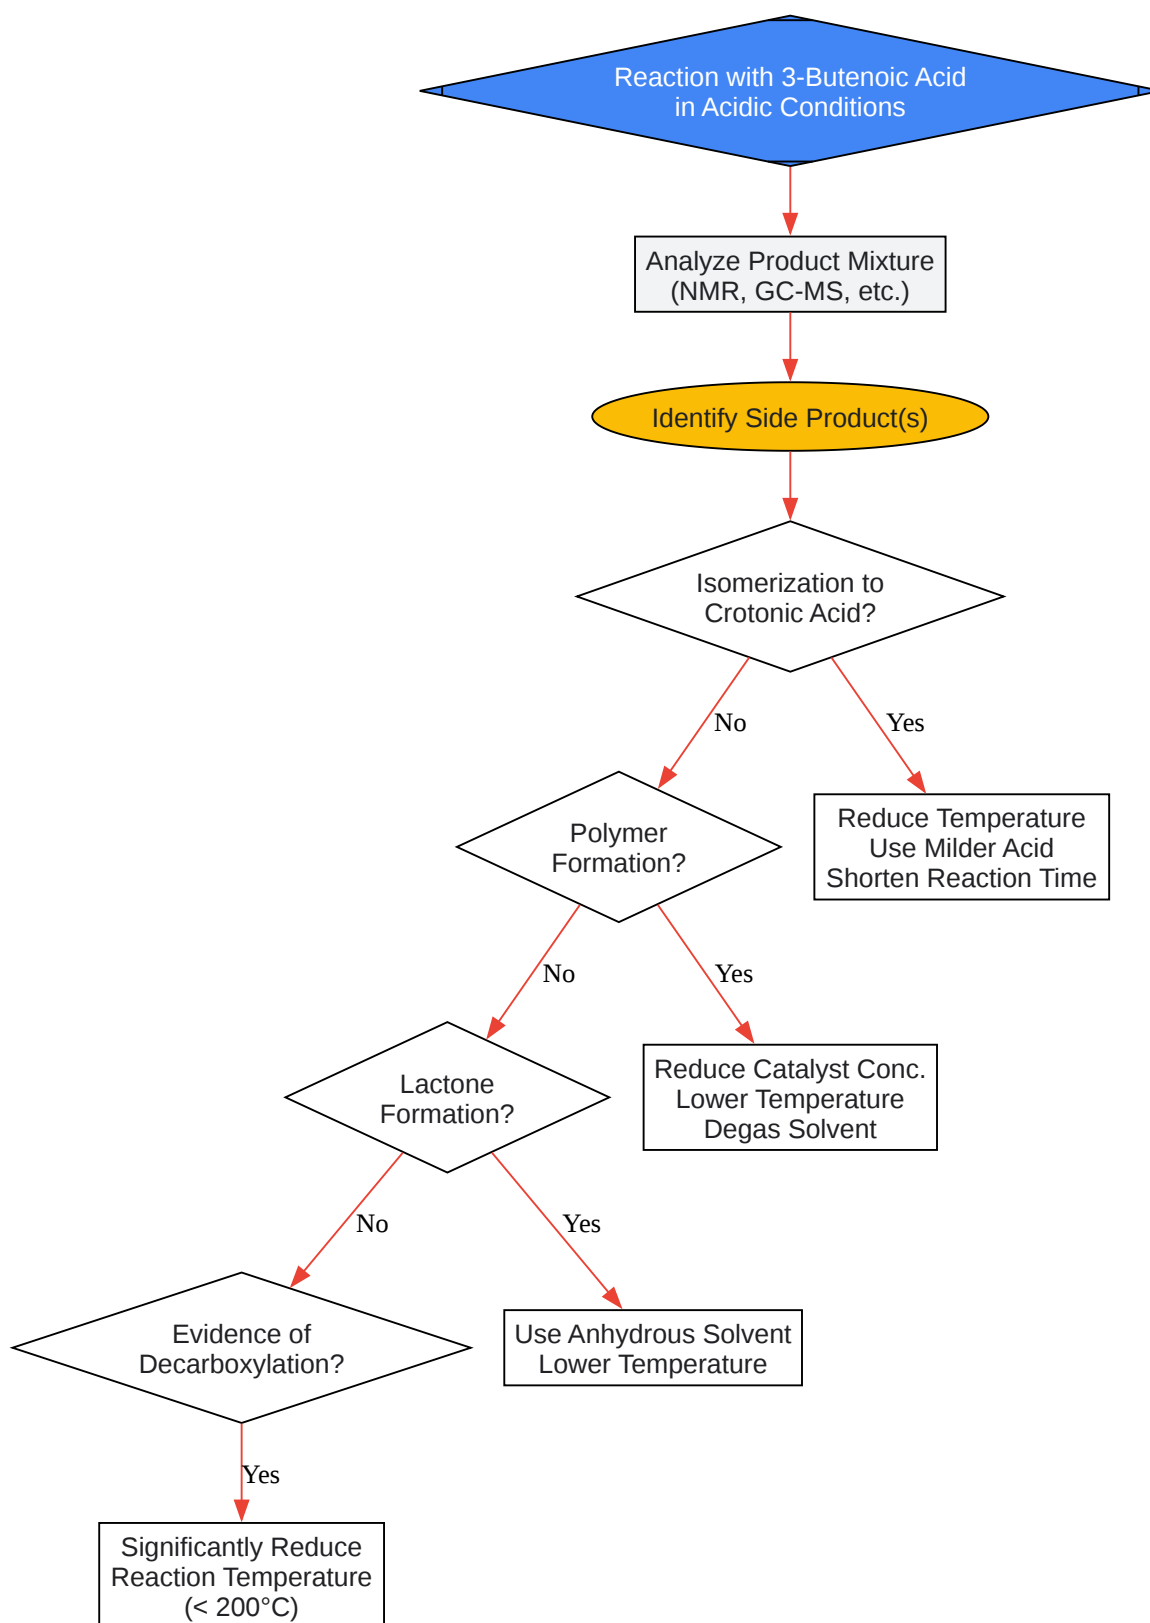 Reaction with 3-Butenoic Acid
in Acidic Conditions
Analyze Product Mixture
(NMR, GC-MS, etc.)
Identify Side Product(s)
Isomerization to
Crotonic Acid?
No
Yes
Polymer
Formation?
Reduce Temperature
Use Milder Acid
Shorten Reaction Time
No
Yes
Lactone
Formation?
Reduce Catalyst Conc.
Lower Temperature
Degas Solvent
No
Yes
Evidence of
Decarboxylation?
Use Anhydrous Solvent
Lower Temperature
Yes
Significantly Reduce
Reaction Temperature
(< 200°C)